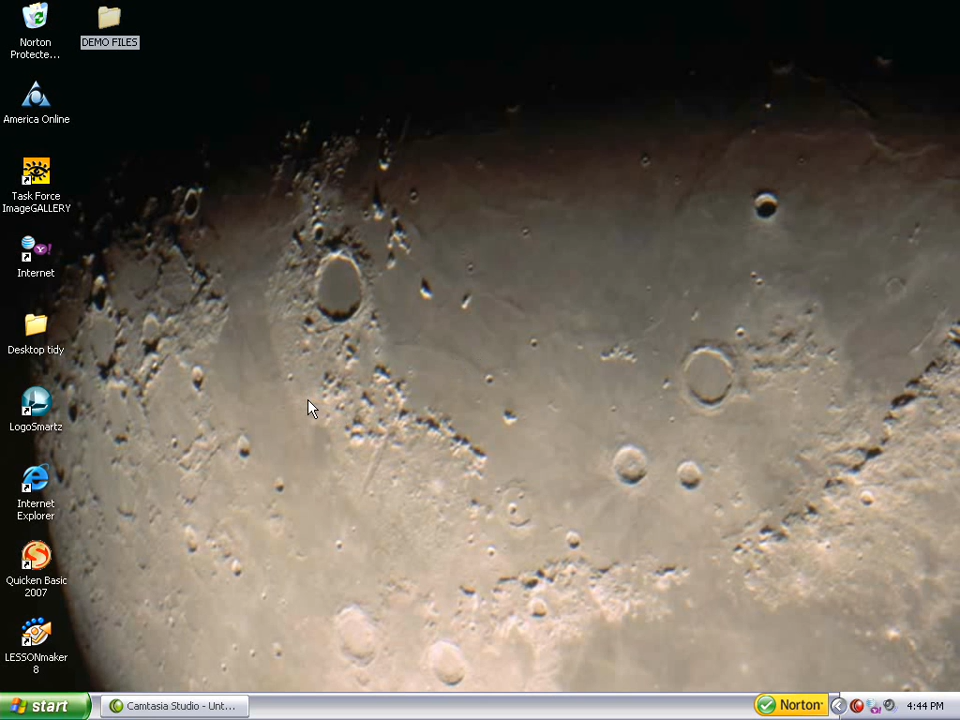 Norton
Protecte...
DEMO FILES
America Online
Task Force
ImageGALLERY
Internet
Desktop tidy
LogoSmartz
Internet
Explorer
Quicken Basic
2007
LESSONmaker
8
start
Camtasia Studio - Unt...
Norton
4:44 PM